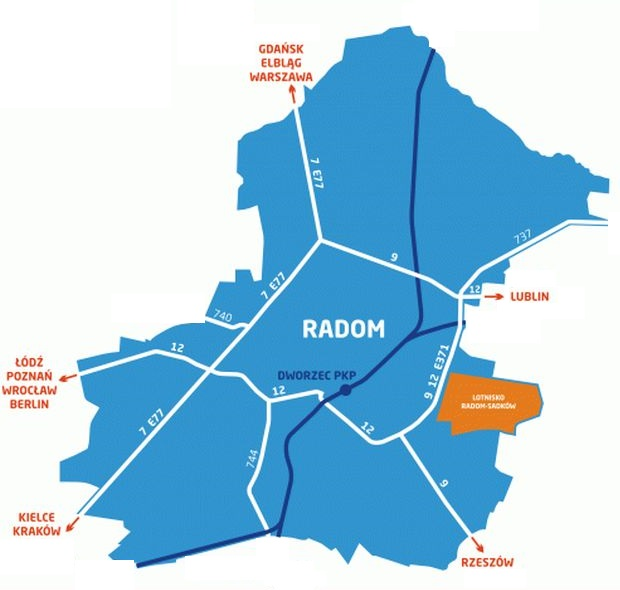 GDAŃSK
ELBLĄG
WARSZAWA
7 E77
737
9
12
LUBLIN
7 E77
740
RADOM
12
ŁÓDŹ
POZNAŃ
WROCŁAW
BERLIN
DWORZEC PKP
9 12 E371
12
LOTNISKO
RADOM-SADKÓW
7 E77
12
744
9
KIELCE
KRAKÓW
RZESZÓW